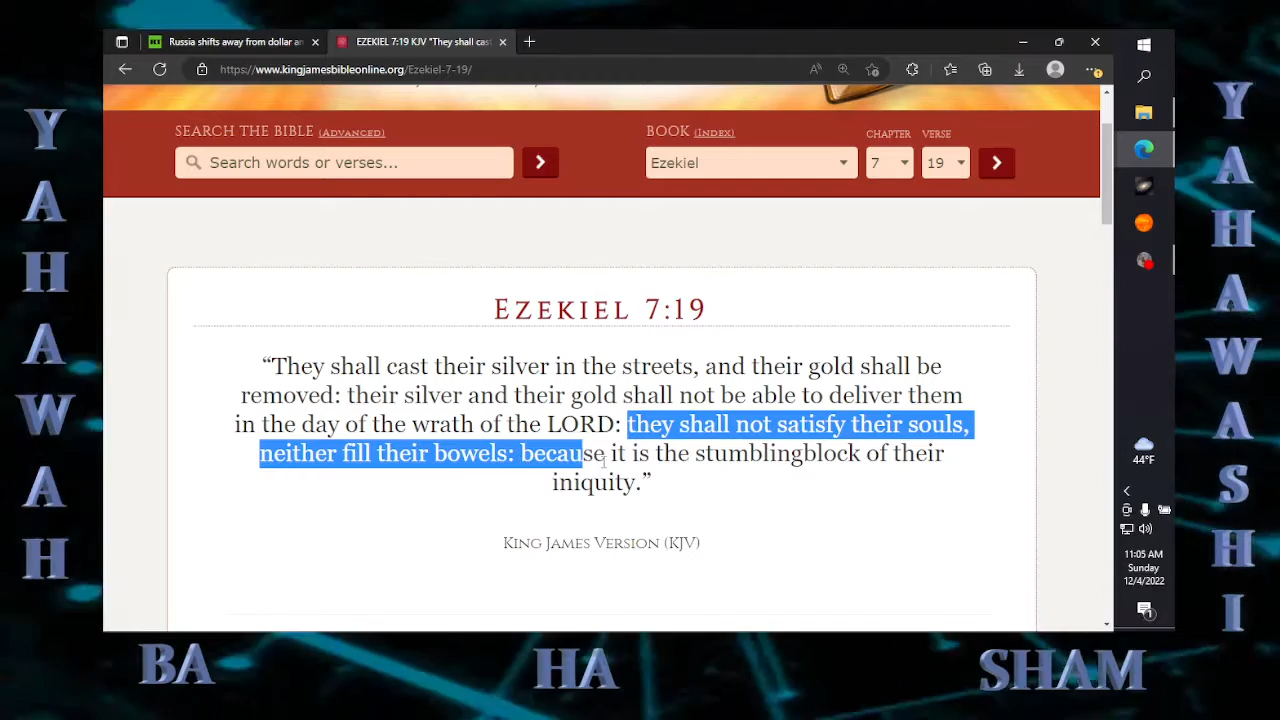 Russia shifts away from dollar an
EZEKIEL 7:19 KJV "They shall cast
https://www.kingjamesbibleonline.org/Ezekiel-7-19/
SEARCH THE BIBLE (ADVANCED)
BOOK (INDEX)
CHAPTER
VERSE
Search words or verses...
Ezekiel
7
19
EZEKIEL 7:19
“They shall cast their silver in the streets, and their gold shall be
removed: their silver and their gold shall not be able to deliver them
in the day of the wrath of the LORD: they shall not satisfy their souls,
neither fill their bowels: because it is the stumblingblock of their
iniquity.”
KING JAMES VERSION (KJV)
44°F
11:05 AM
Sunday
12/4/2022
1
Y
A
H
A
W
A
H
Y
A
H
A
W
A
S
H
I
BA
HA
SHAM